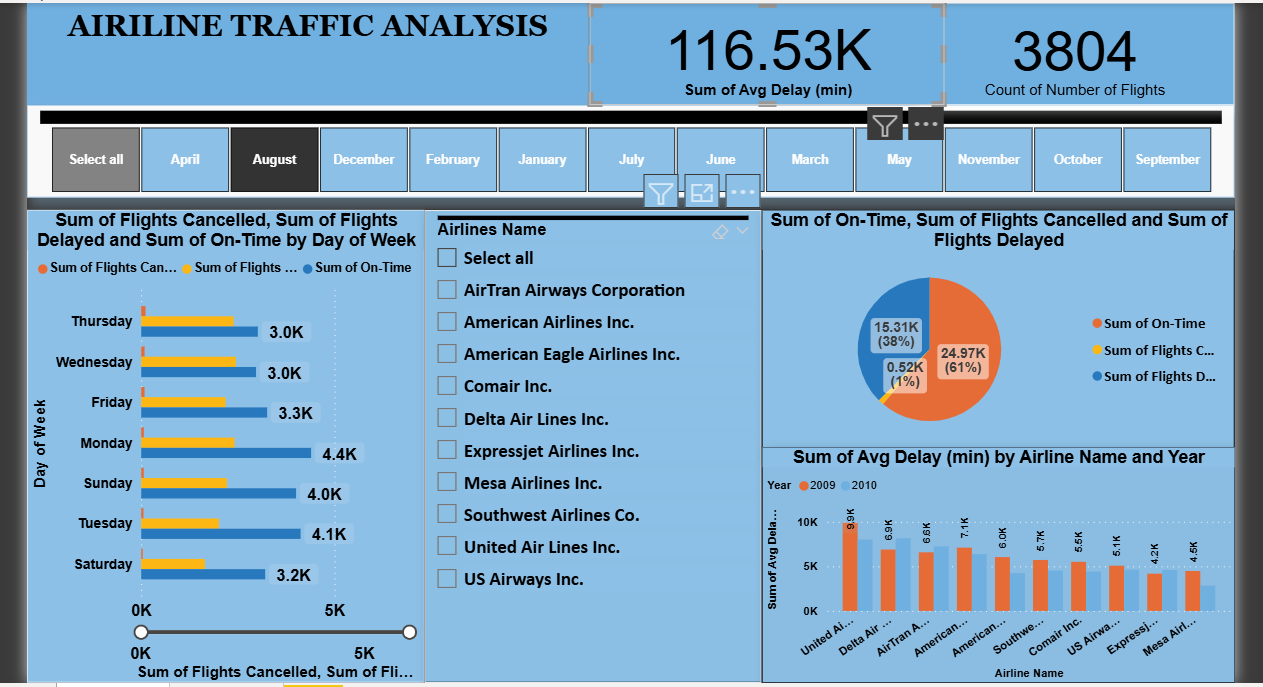 AIRILINE TRAFFIC ANALYSIS
116.53K
Sum of Avg Delay (min)
3804
Count of Number of Flights
Select all
April
August
December
February
January
July
June
March
May
November
October
September
Sum of Flights Cancelled, Sum of Flights
Delayed and Sum of On-Time by Day of Week
Sum of Flights Can... Sum of Flights ... Sum of On-Time
Day of Week
Thursday 3.0K
Wednesday 3.0K
Friday 3.3K
Monday 4.4K
Sunday 4.0K
Tuesday 4.1K
Saturday 3.2K
0K 5K
0K 5K
Sum of Flights Cancelled, Sum of Fli...
Airlines Name
Select all
AirTran Airways Corporation
American Airlines Inc.
American Eagle Airlines Inc.
Comair Inc.
Delta Air Lines Inc.
Expressjet Airlines Inc.
Mesa Airlines Inc.
Southwest Airlines Co.
United Air Lines Inc.
US Airways Inc.
Sum of On-Time, Sum of Flights Cancelled and Sum of
Flights Delayed
15.31K
(38%)
0.52K
(1%)
24.97K
(61%)
Sum of On-Time
Sum of Flights C...
Sum of Flights D...
Sum of Avg Delay (min) by Airline Name and Year
Year 2009 2010
Sum of Avg Dela...
10K
5K
0K
9.9K
6.9K
6.6K
7.1K
6.0K
5.7K
5.5K
5.1K
4.2K
4.5K
United Ai...
Delta Air ...
AirTran A...
American...
American...
Southwe...
Comair Inc.
US Airwa...
Expressj...
Mesa Airl...
Airline Name